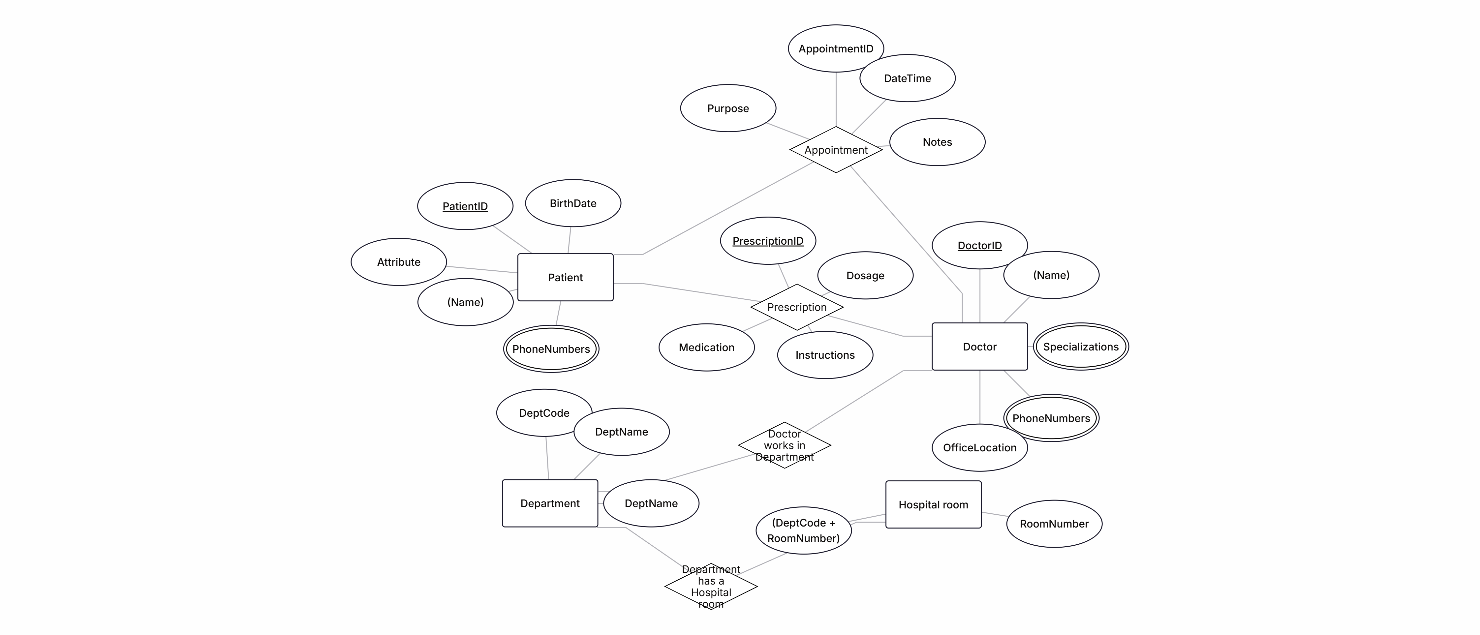 AppointmentID
DateTime
Purpose
Notes
Appointment
PatientID
BirthDate
Attribute
(Name)
Patient
PhoneNumbers
PrescriptionID
Dosage
Prescription
Medication
Instructions
DoctorID
(Name)
Doctor
Specializations
PhoneNumbers
OfficeLocation
DeptCode
DeptName
Doctor
works in
Department
Department
DeptName
Hospital room
RoomNumber
(DeptCode +
RoomNumber)
Department
has a
Hospital
room